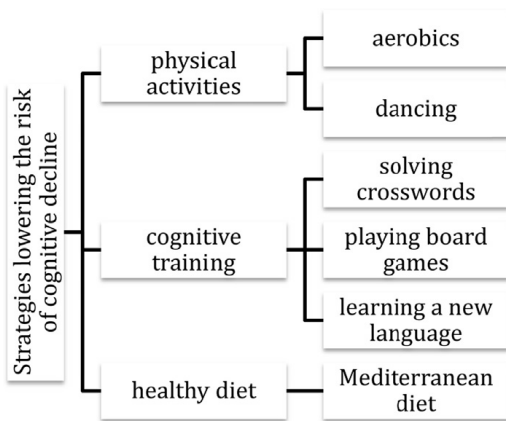 Strategies lowering the risk
of cognitive decline
physical
activities
aerobics
dancing
cognitive
training
solving
crosswords
playing board
games
learning a new
language
healthy diet
Mediterranean
diet